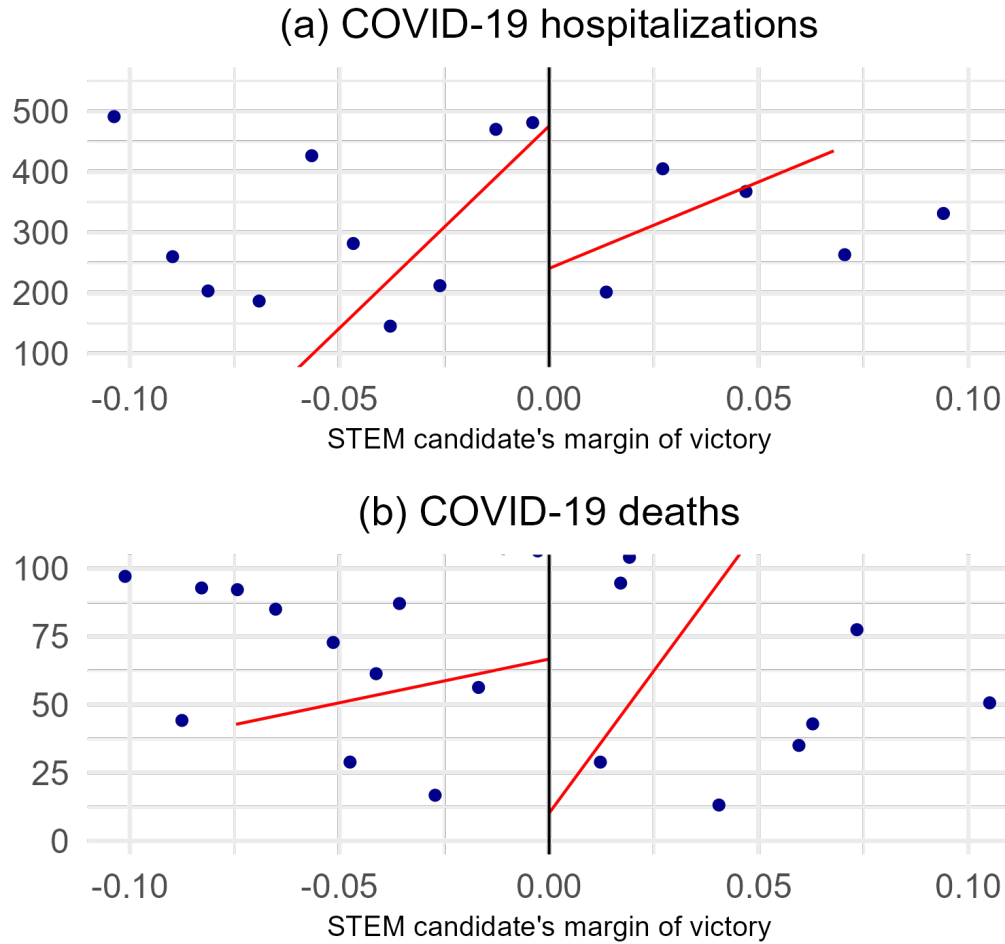 (a) COVID-19 hospitalizations
500
400
300
200
100
-0.10 -0.05 0.00 0.05 0.10
STEM candidate's margin of victory
(b) COVID-19 deaths
100
75
50
25
0
-0.10 -0.05 0.00 0.05 0.10
STEM candidate's margin of victory